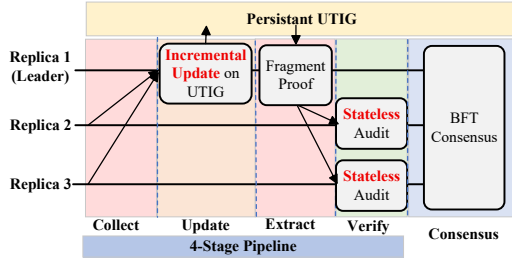 Persistant UTIG
Replica 1
(Leader)
Incremental
Update on
UTIG
Fragment
Proof
Replica 2
Stateless
Audit
BFT
Consensus
Replica 3
Stateless
Audit
Collect
Update
Extract
Verify
Consensus
4-Stage Pipeline